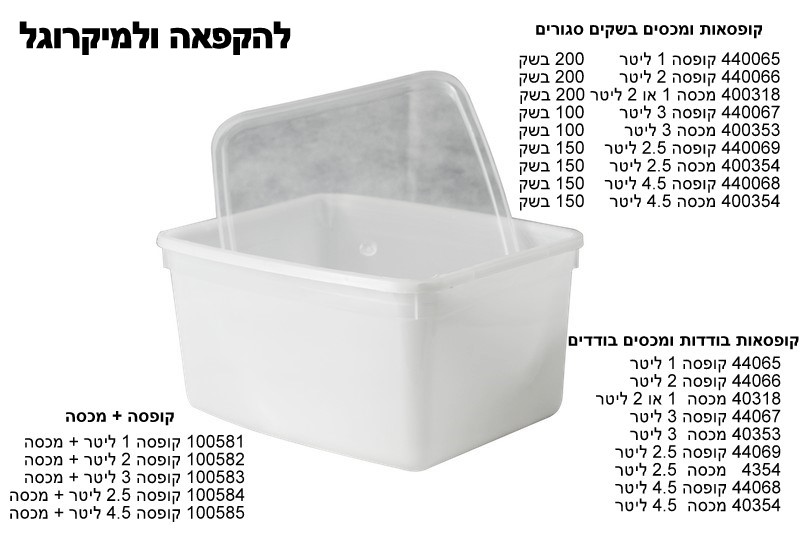 להקפאה ולמיקרוגל
קופסאות ומכסים בשקים סגורים
440065 קופסה 1 ליטר 200 בשק
440066 קופסה 2 ליטר 200 בשק
400318 מכסה 1 או 2 ליטר 200 בשק
440067 קופסה 3 ליטר 100 בשק
400353 מכסה 3 ליטר 100 בשק
440069 קופסה 2.5 ליטר 150 בשק
400354 מכסה 2.5 ליטר 150 בשק
440068 קופסה 4.5 ליטר 150 בשק
400354 מכסה 4.5 ליטר 150 בשק
קופסאות בודדות ומכסים בודדים
44065 קופסה 1 ליטר
44066 קופסה 2 ליטר
40318 מכסה 1 או 2 ליטר
44067 קופסה 3 ליטר
40353 מכסה 3 ליטר
44069 קופסה 2.5 ליטר
4354 מכסה 2.5 ליטר
44068 קופסה 4.5 ליטר
40354 מכסה 4.5 ליטר
קופסה + מכסה
100581 קופסה 1 ליטר + מכסה
100582 קופסה 2 ליטר + מכסה
100583 קופסה 3 ליטר + מכסה
100584 קופסה 2.5 ליטר + מכסה
100585 קופסה 4.5 ליטר + מכסה